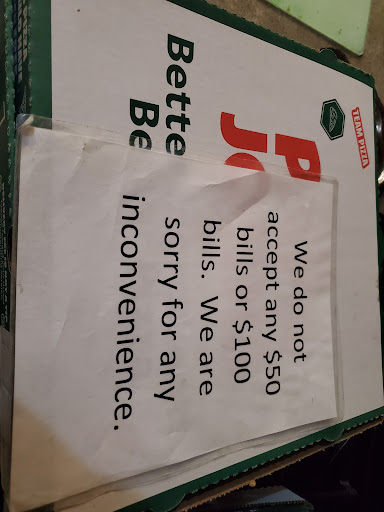 TEAM PIZZA
P
JO
Bette
Be
We do not
accept any $50
bills or $100
bills. We are
sorry for any
inconvenience.